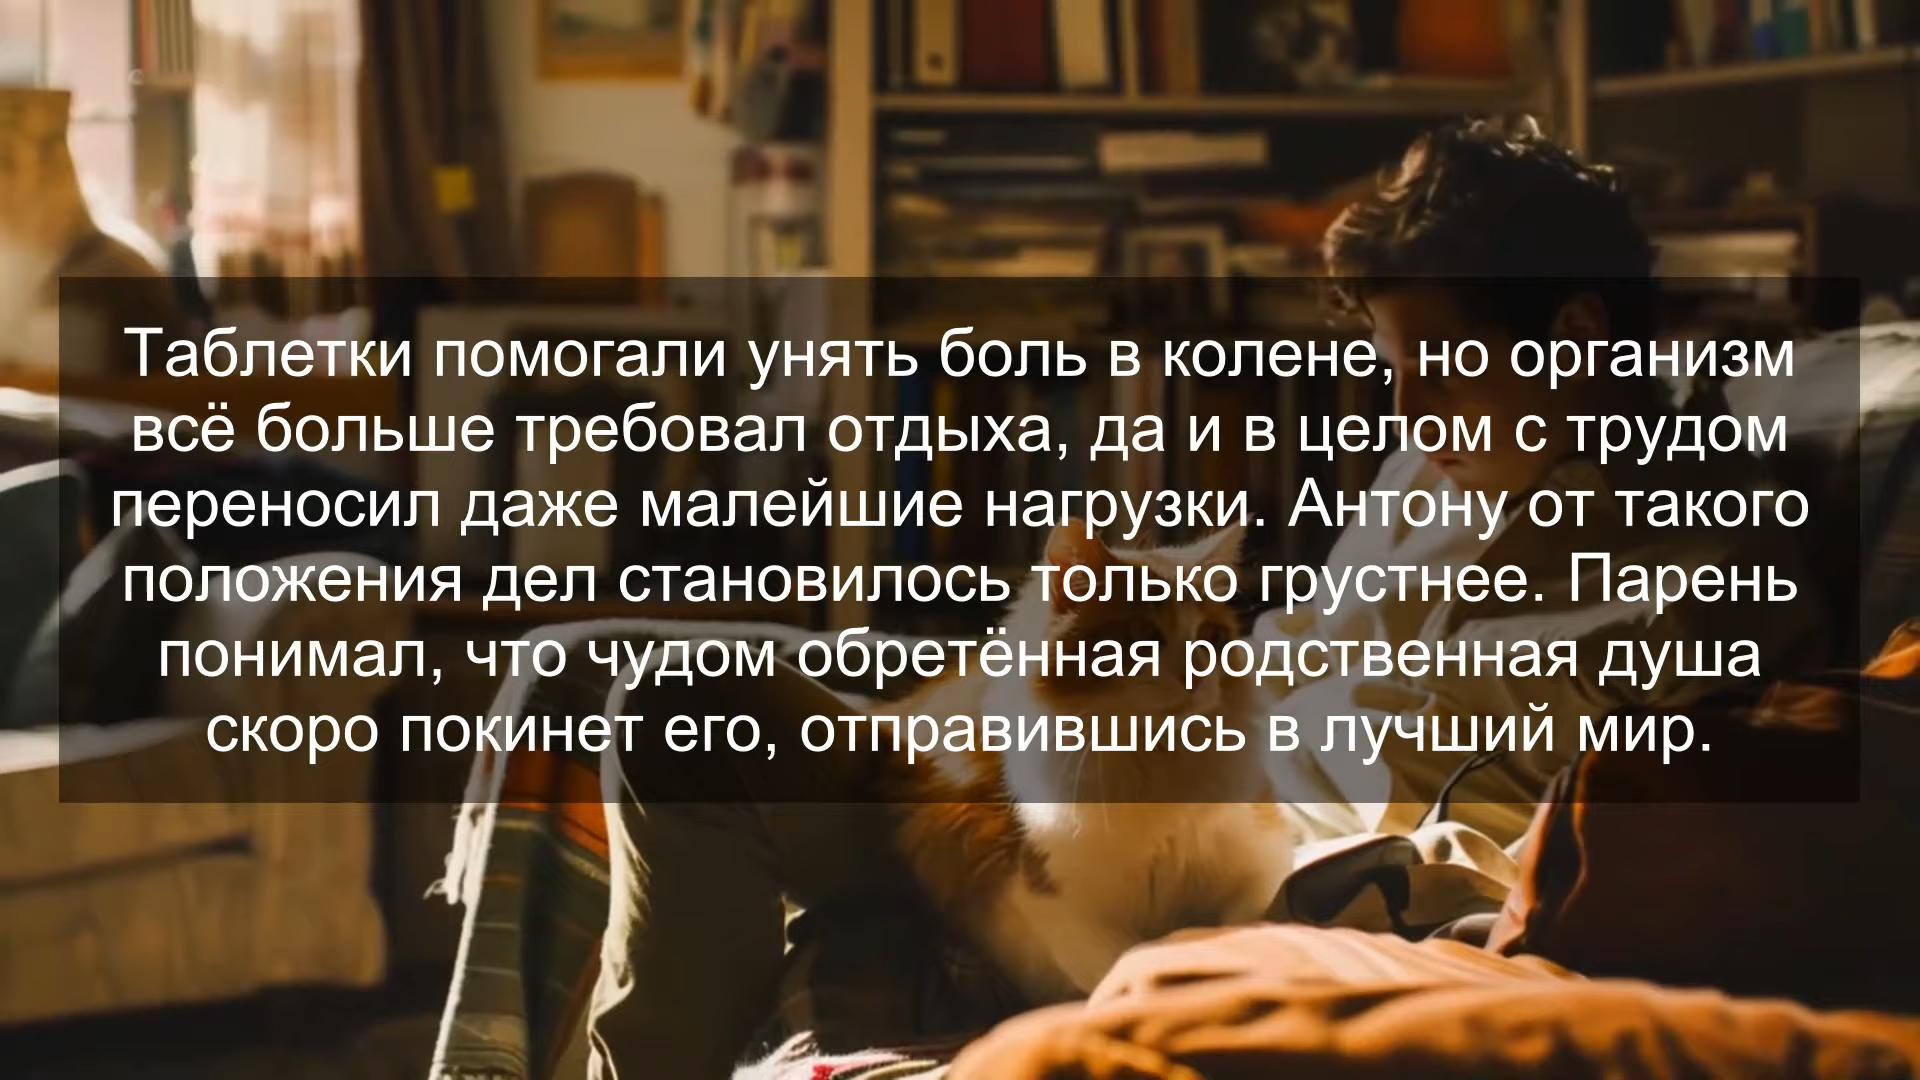 Таблетки помогали унять боль в колене, но организм
всё больше требовал отдыха, да и в целом с трудом
переносил даже малейшие нагрузки. Антону от такого
положения дел становилось только грустнее. Парень
понимал, что чудом обретённая родственная душа
скоро покинет его, отправившись в лучший мир.